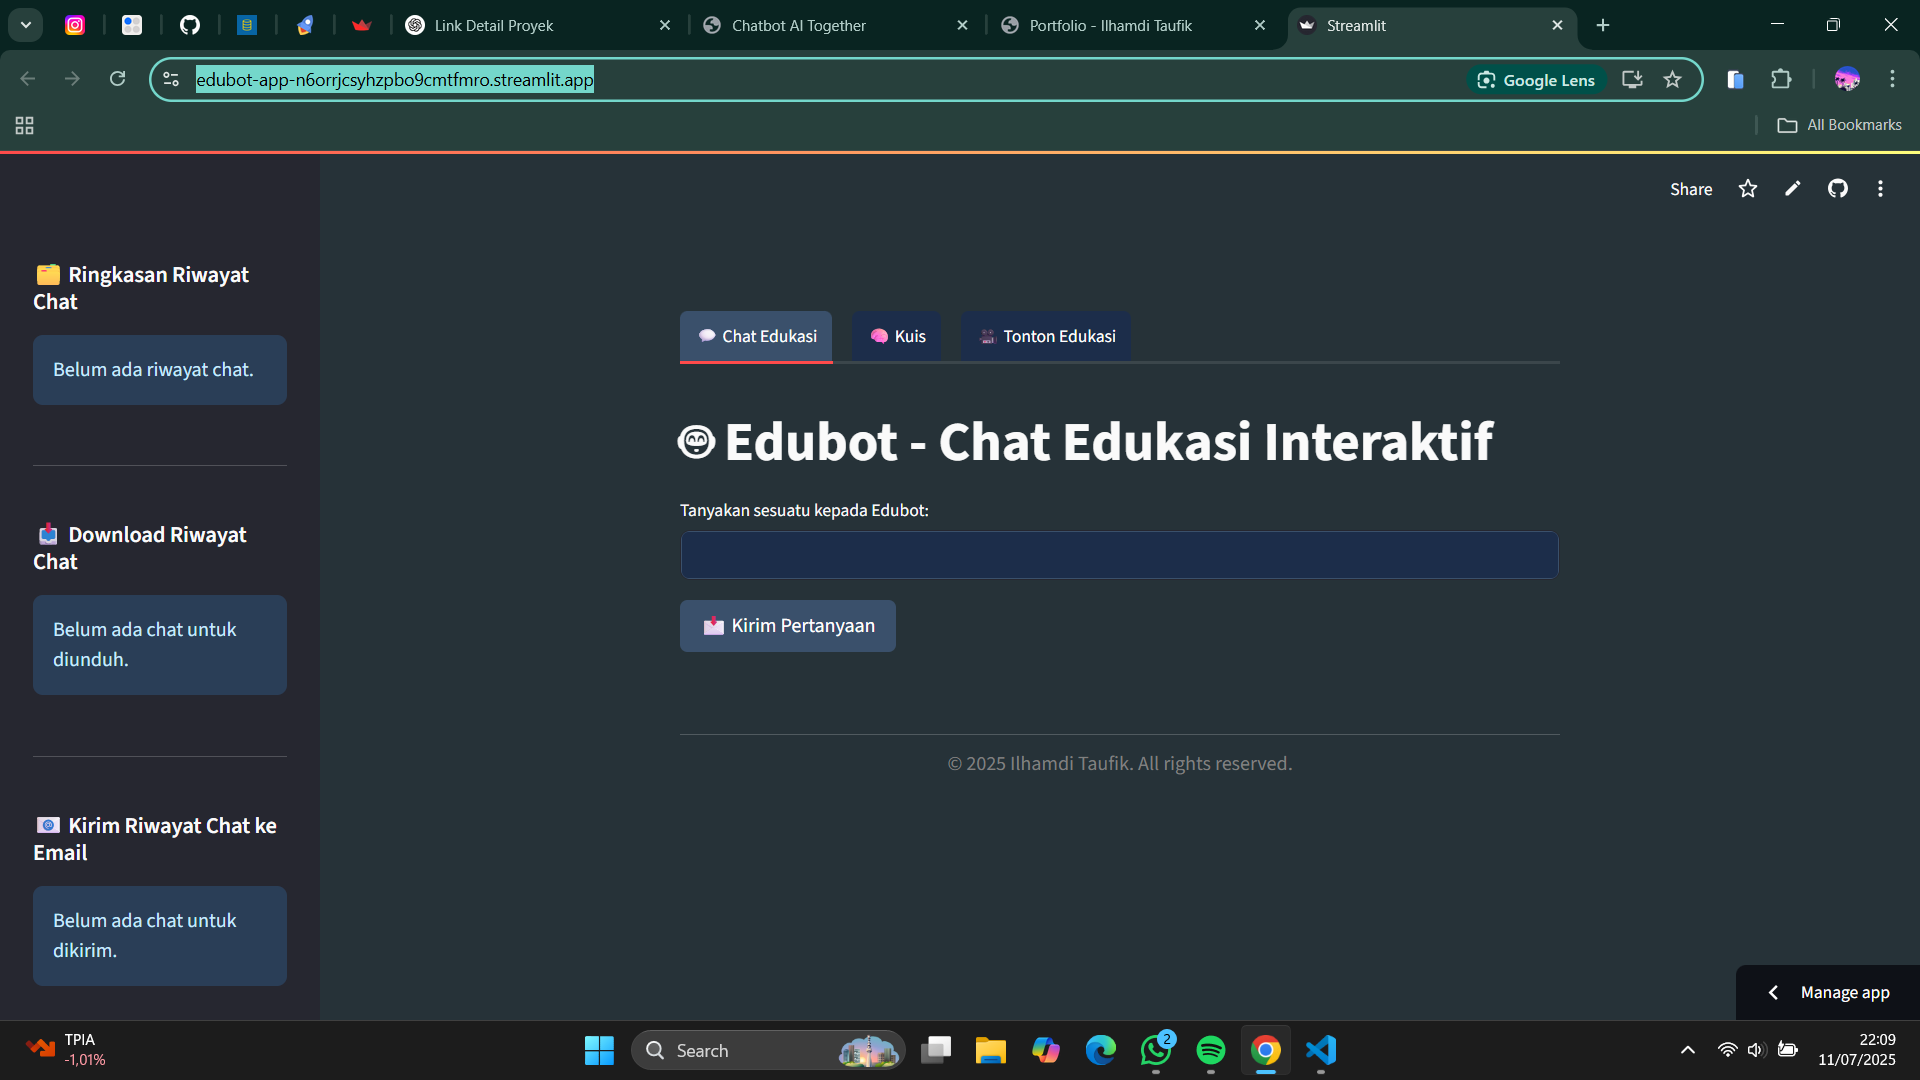 Link Detail Proyek
Chatbot AI Together
Portfolio - Ilhamdi Taufik
Streamlit
edubot-app-n6orrjcsyhzpbo9cmtfmro.streamlit.app
Google Lens
All Bookmarks
Share
Ringkasan Riwayat
Chat
Belum ada riwayat chat.
Download Riwayat
Chat
Belum ada chat untuk
diunduh.
Kirim Riwayat Chat ke
Email
Belum ada chat untuk
dikirim.
Chat Edukasi
Kuis
Tonton Edukasi
Edubot - Chat Edukasi Interaktif
Tanyakan sesuatu kepada Edubot:
Kirim Pertanyaan
© 2025 Ilhamdi Taufik. All rights reserved.
Manage app
TPIA
-1,01%
Search
2
22:09
11/07/2025